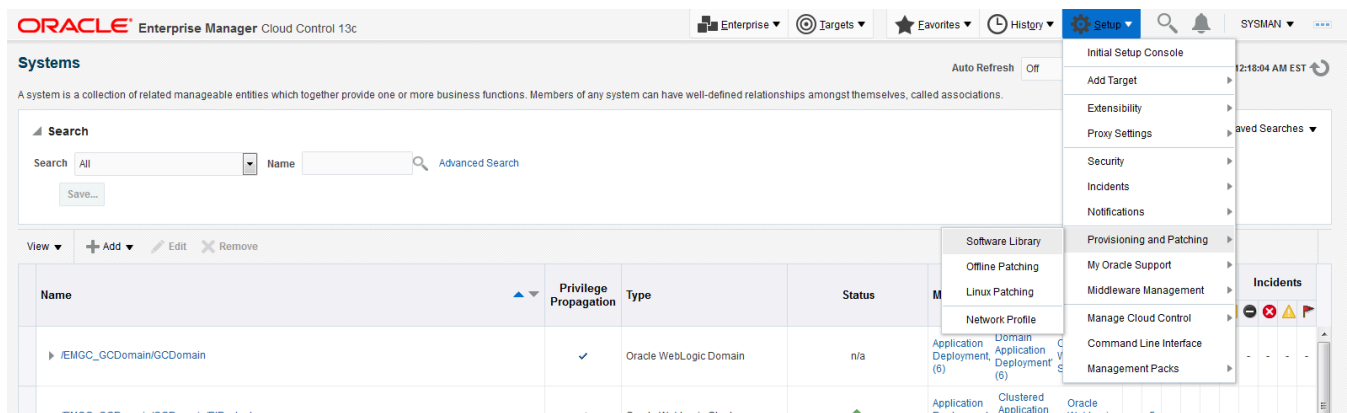 ORACLE® Enterprise Manager Cloud Control 13c
Enterprise
Targets
Favorites
History
Setup
SYSMAN
Systems
Auto Refresh Off
12:18:04 AM EST
A system is a collection of related manageable entities which together provide one or more business functions. Members of any system can have well-defined relationships amongst themselves, called associations.
Search
aved Searches
Search All
Name
Advanced Search
Save...
View
Add
Edit
Remove
Initial Setup Console
Add Target
Extensibility
Proxy Settings
Security
Incidents
Notifications
Provisioning and Patching
My Oracle Support
Middleware Management
Manage Cloud Control
Command Line Interface
Management Packs
Software Library
Offline Patching
Linux Patching
Network Profile
Name
Privilege
Propagation
Type
Status
M
Incidents
/EMGC_GCDomain/GCDomain
Oracle WebLogic Domain
n/a
Application
Deployment,
(6)
Domain
Application
Deployment
(6)
- - - -
Application
Clustered
Application
Oracle